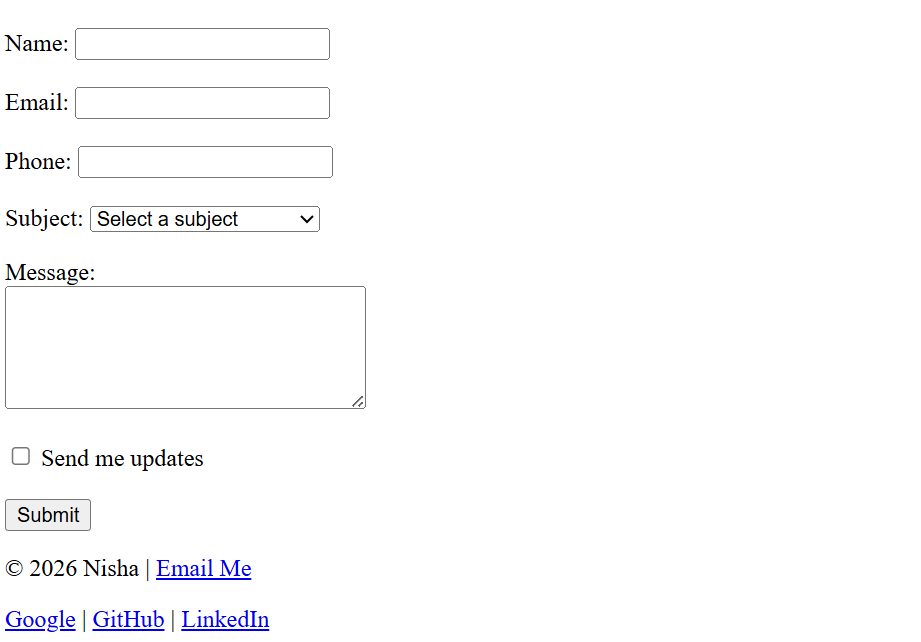 Name:
Email:
Phone:
Subject: Select a subject
Message:
Send me updates
Submit
© 2026 Nisha | Email Me
Google | GitHub | LinkedIn